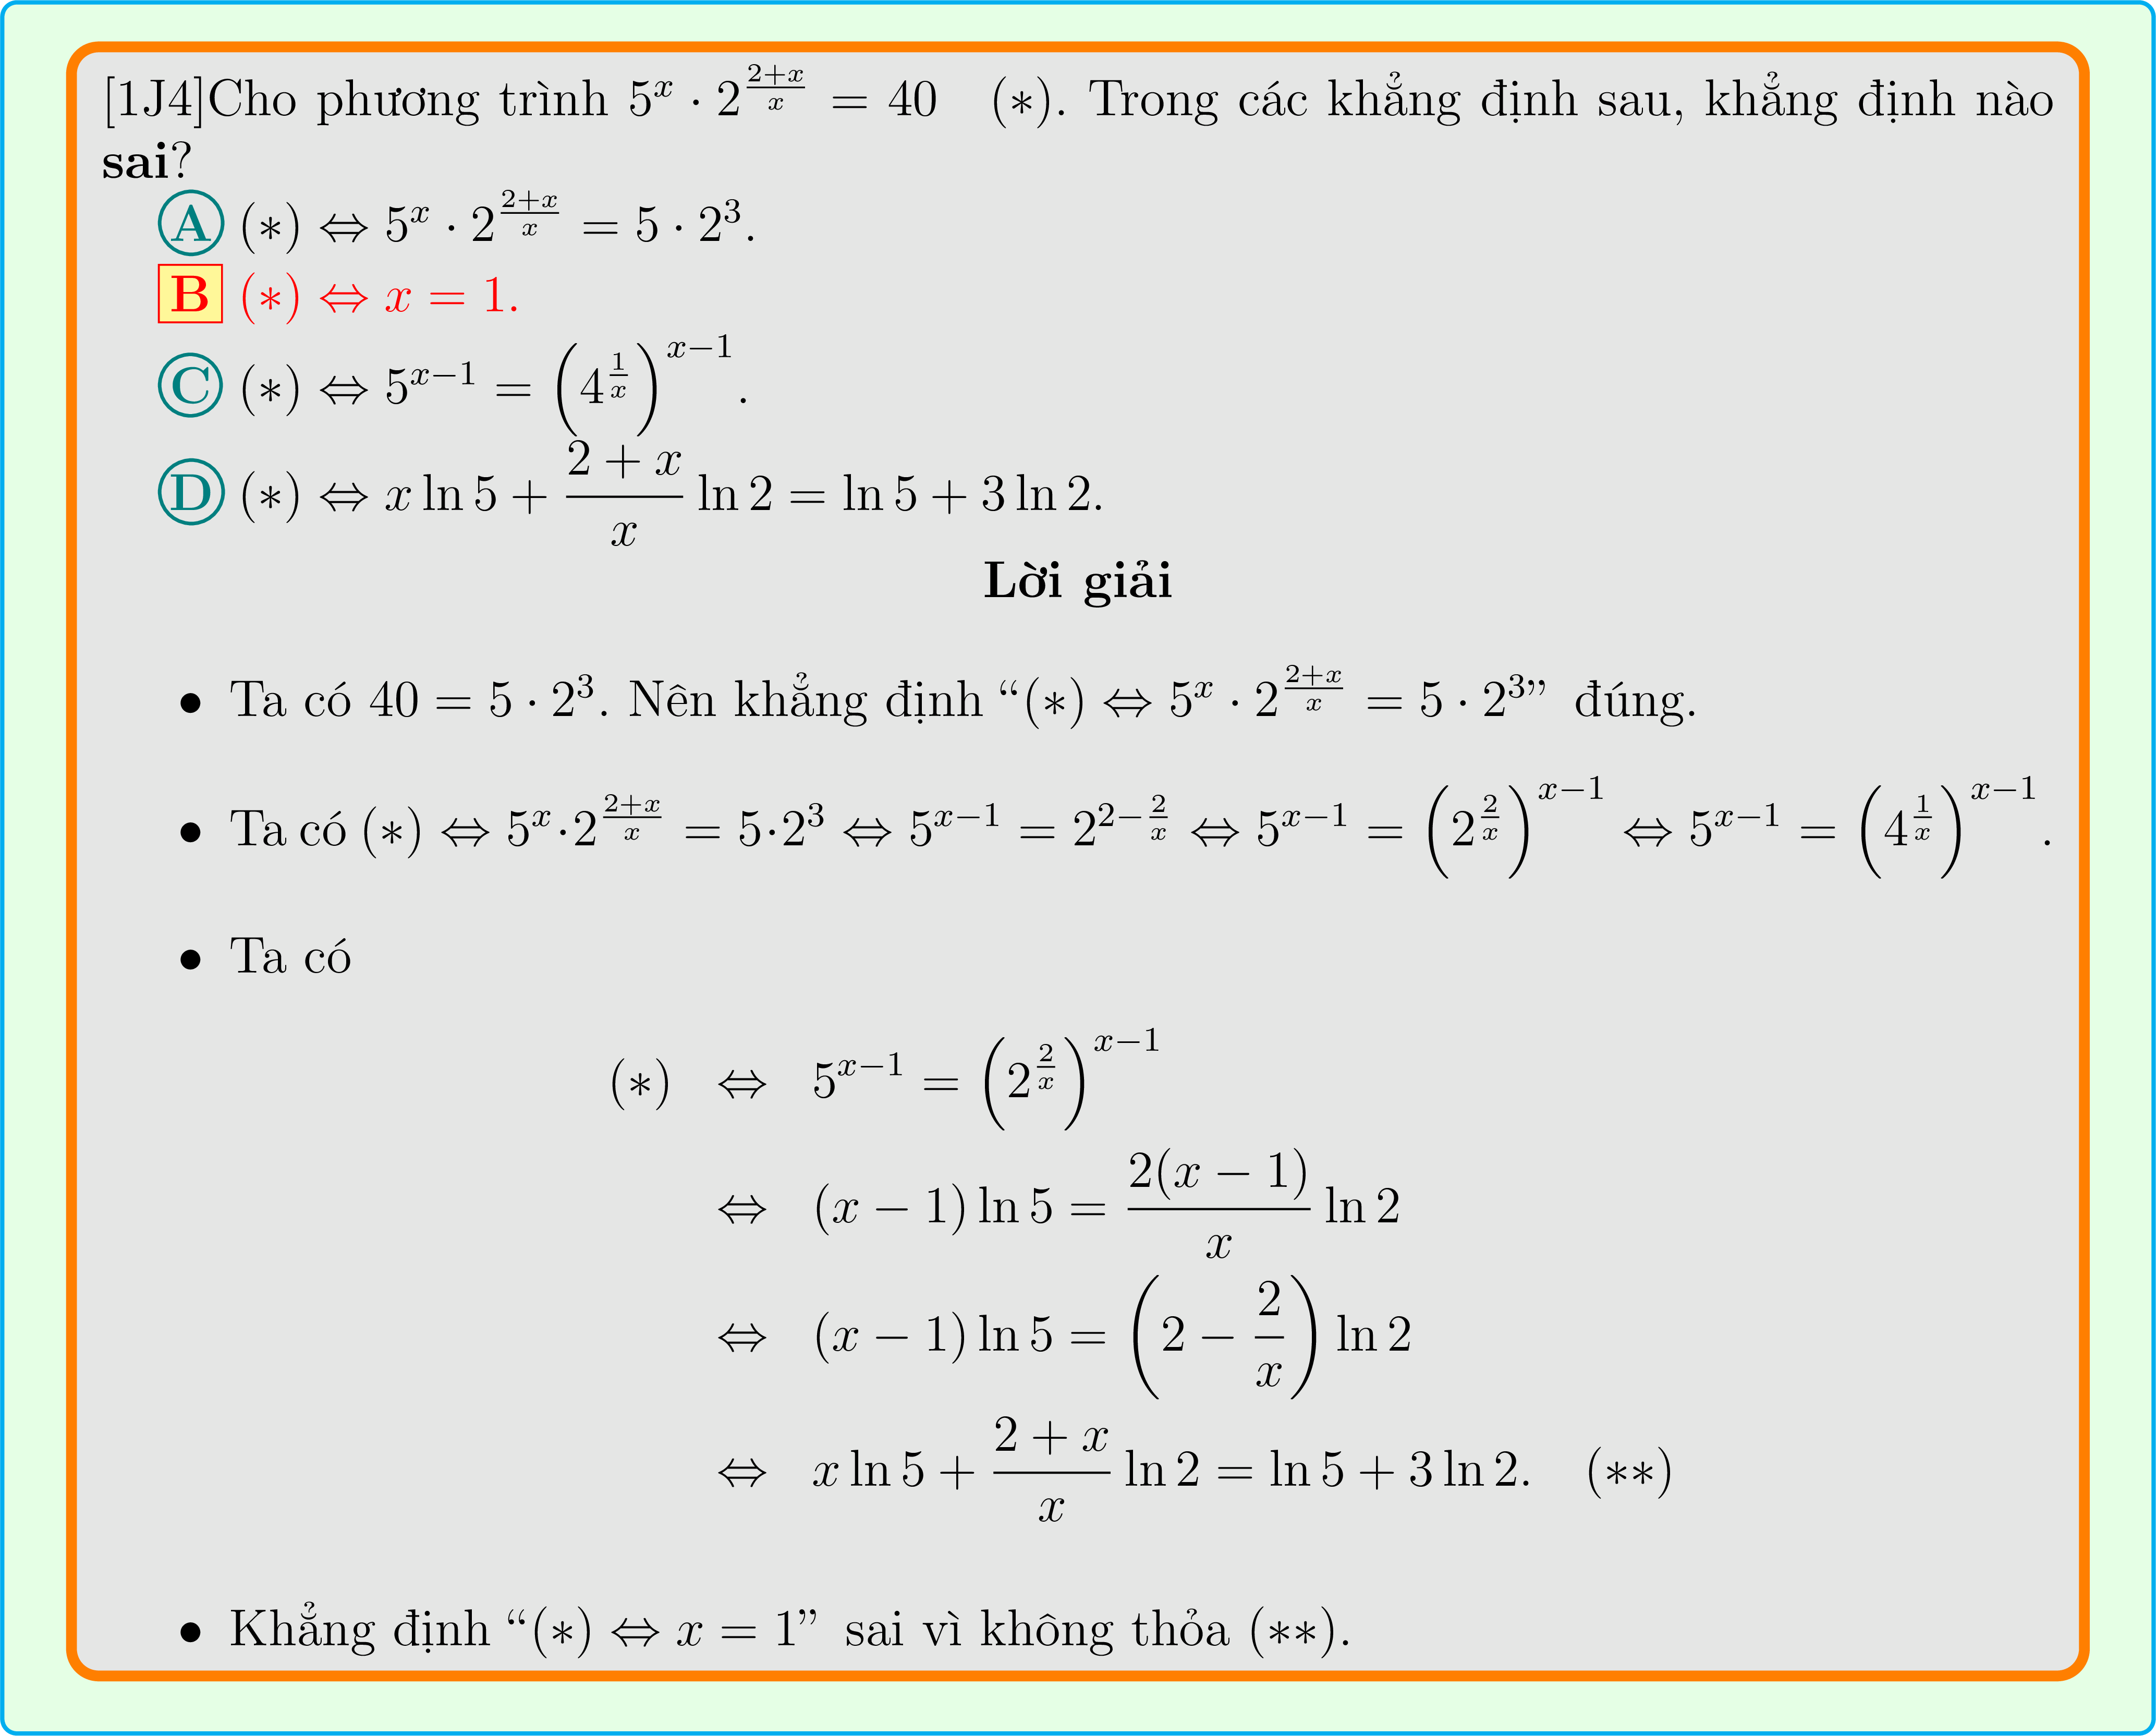 [1J4]Cho phương trình $5^x \cdot 2^{\frac{2+x}{x}} = 40 \quad (*)$. Trong các khẳng định sau, khẳng định nào
sai?
A $(*) \Leftrightarrow 5^x \cdot 2^{\frac{2+x}{x}} = 5 \cdot 2^3$.
B $(*) \Leftrightarrow x = 1$.
C $(*) \Leftrightarrow 5^{x-1} = \left(4^{\frac{1}{x}}\right)^{x-1}$.
D $(*) \Leftrightarrow x \ln 5 + \frac{2+x}{x} \ln 2 = \ln 5 + 3 \ln 2$.
Lời giải
• Ta có $40 = 5 \cdot 2^3$. Nên khẳng định “$(*) \Leftrightarrow 5^x \cdot 2^{\frac{2+x}{x}} = 5 \cdot 2^3$” đúng.
• Ta có $(*) \Leftrightarrow 5^x \cdot 2^{\frac{2+x}{x}} = 5 \cdot 2^3 \Leftrightarrow 5^{x-1} = 2^{2-\frac{2}{x}} \Leftrightarrow 5^{x-1} = \left(2^{\frac{2}{x}}\right)^{x-1} \Leftrightarrow 5^{x-1} = \left(4^{\frac{1}{x}}\right)^{x-1}$.
• Ta có
$(*) \Leftrightarrow 5^{x-1} = \left(2^{\frac{2}{x}}\right)^{x-1}$
$\Leftrightarrow (x-1) \ln 5 = \frac{2(x-1)}{x} \ln 2$
$\Leftrightarrow (x-1) \ln 5 = \left(2 - \frac{2}{x}\right) \ln 2$
$\Leftrightarrow x \ln 5 + \frac{2+x}{x} \ln 2 = \ln 5 + 3 \ln 2. \quad (**)$
• Khẳng định “$(*) \Leftrightarrow x = 1$” sai vì không thỏa $(**)$.